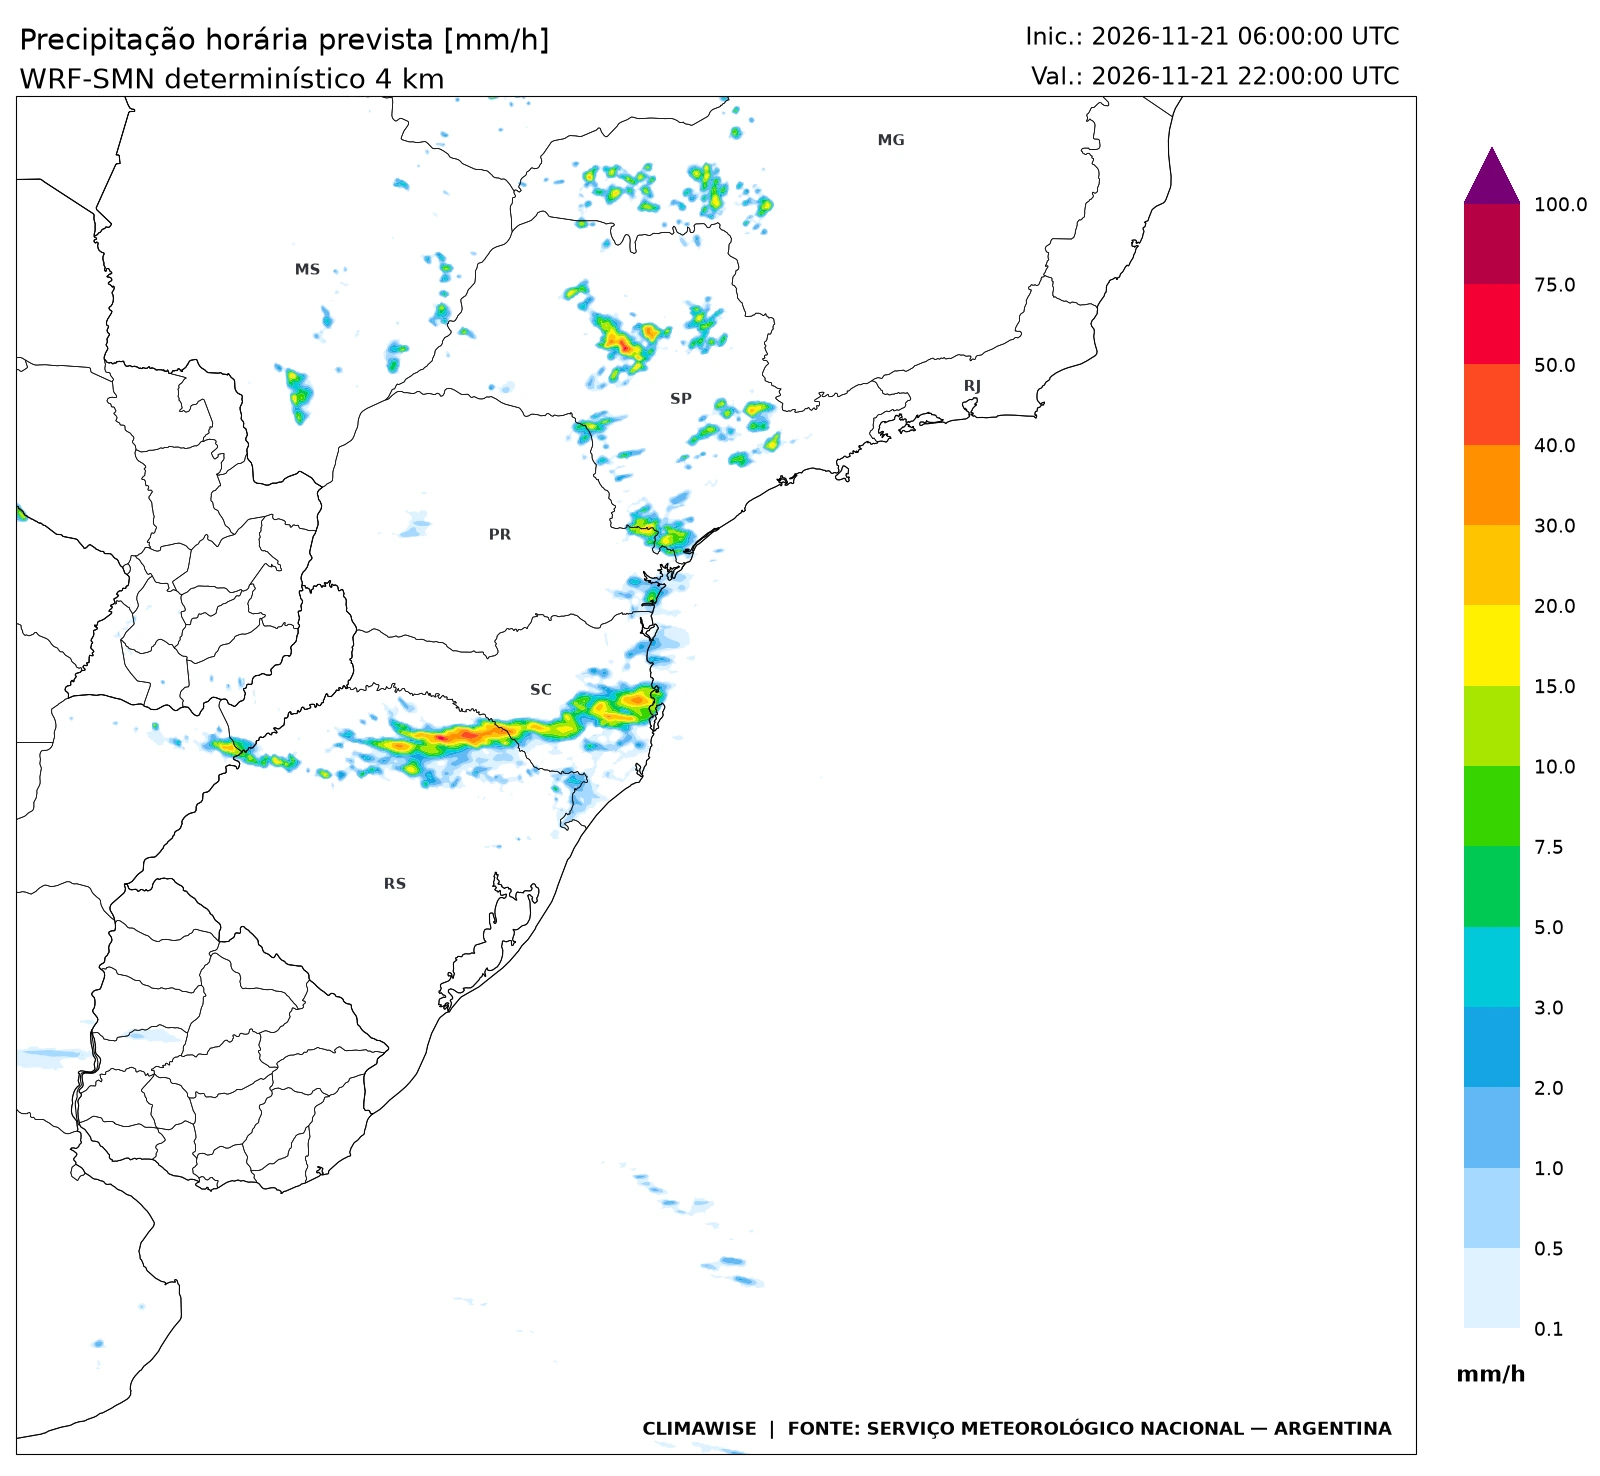 Precipitação horária prevista [mm/h]
WRF-SMN determinístico 4 km
Inic.: 2026-11-21 06:00:00 UTC
Val.: 2026-11-21 22:00:00 UTC
MG
MS
RJ
SP
PR
SC
RS
100.0
75.0
50.0
40.0
30.0
20.0
15.0
10.0
7.5
5.0
3.0
2.0
1.0
0.5
0.1
mm/h
CLIMAWISE | FONTE: SERVIÇO METEOROLÓGICO NACIONAL — ARGENTINA